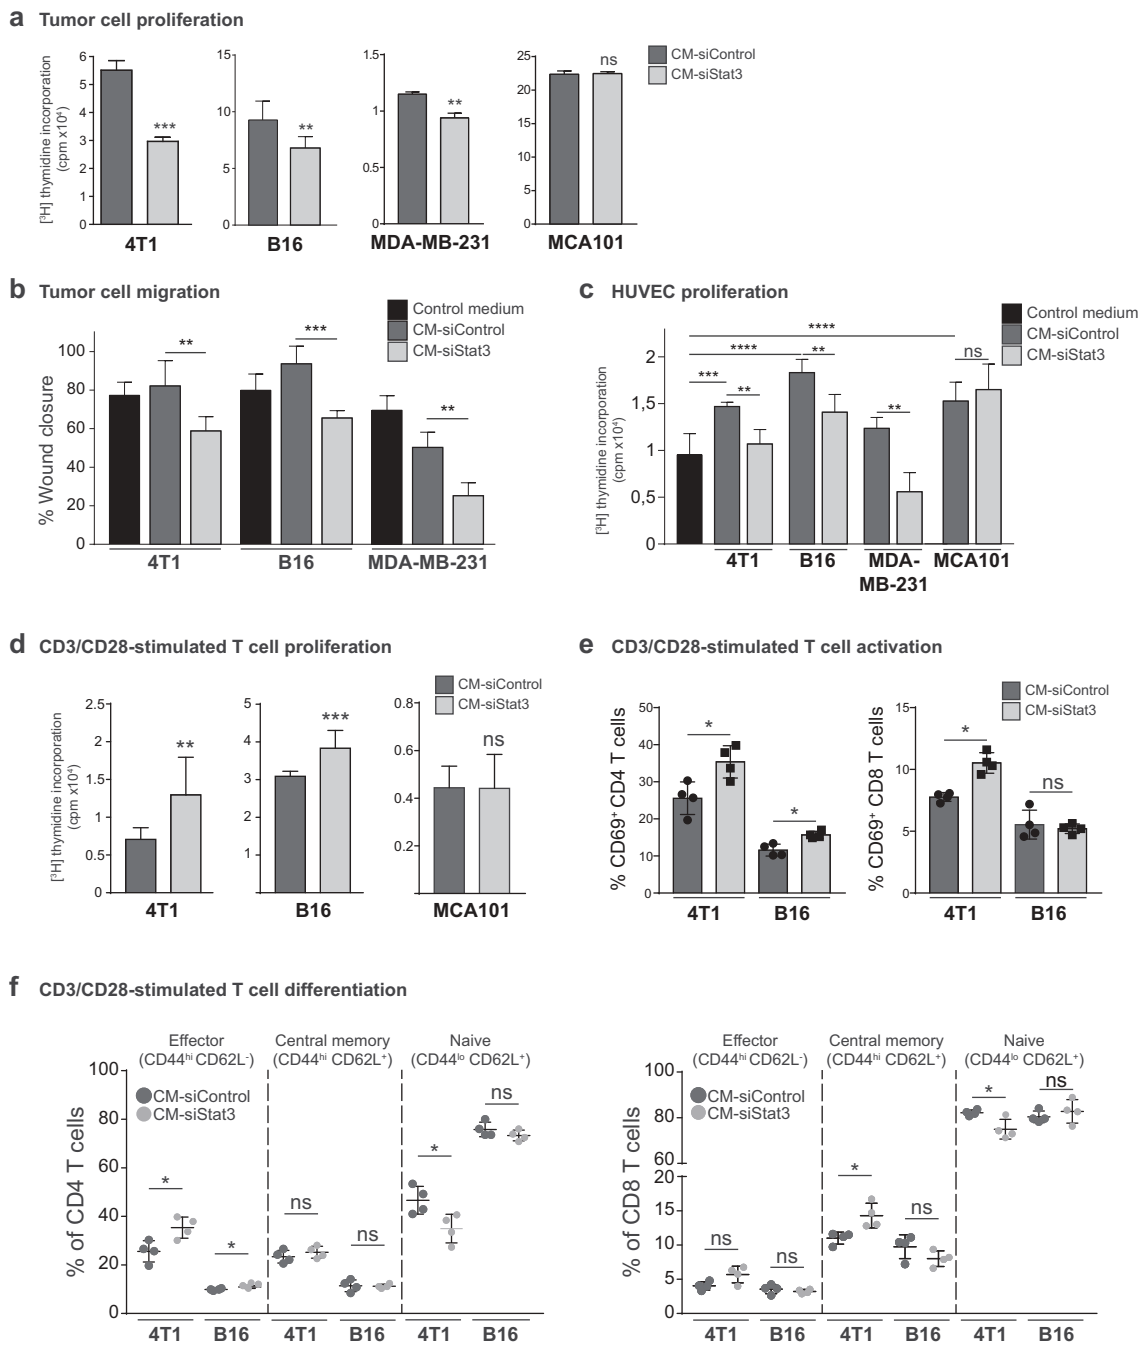 a Tumor cell proliferation
CM-siControl
CM-siStat3
[³H] thymidine incorporation
(cpm x10⁴)
6
5
4
3
2
1
0
***
4T1
15
10
5
0
**
B16
1.5
1
0.5
0
**
MDA-MB-231
25
20
15
10
5
0
ns
MCA101
b Tumor cell migration
Control medium
CM-siControl
CM-siStat3
% Wound closure
100
80
60
40
20
0
**
***
**
4T1
B16
MDA-MB-231
c HUVEC proliferation
Control medium
CM-siControl
CM-siStat3
[³H] thymidine incorporation
(cpm x10⁴)
2
1,5
1
0,5
0
****
****
**
ns
***
**
**
4T1
B16
MDA-
MB-231
MCA101
d CD3/CD28-stimulated T cell proliferation
CM-siControl
CM-siStat3
[³H] thymidine incorporation
(cpm x10⁴)
2.5
2
1.5
1
0.5
0
**
4T1
5
4
3
2
1
***
B16
0.8
0.6
0.4
0.2
ns
MCA101
e CD3/CD28-stimulated T cell activation
CM-siControl
CM-siStat3
% CD69⁺ CD4 T cells
50
40
30
20
10
0
*
*
4T1
B16
% CD69⁺ CD8 T cells
15
10
5
0
*
ns
4T1
B16
f CD3/CD28-stimulated T cell differentiation
Effector
(CD44ʰⁱ CD62L⁻)
Central memory
(CD44ʰⁱ CD62L⁺)
Naive
(CD44ˡᵒ CD62L⁺)
CM-siControl
CM-siStat3
% of CD4 T cells
100
80
60
40
20
0
*
*
ns
ns
*
ns
4T1
B16
4T1
B16
4T1
B16
Effector
(CD44ʰⁱ CD62L⁻)
Central memory
(CD44ʰⁱ CD62L⁺)
Naive
(CD44ˡᵒ CD62L⁺)
CM-siControl
CM-siStat3
% of CD8 T cells
100
80
60
20
15
10
5
0
ns
ns
*
ns
*
ns
4T1
B16
4T1
B16
4T1
B16